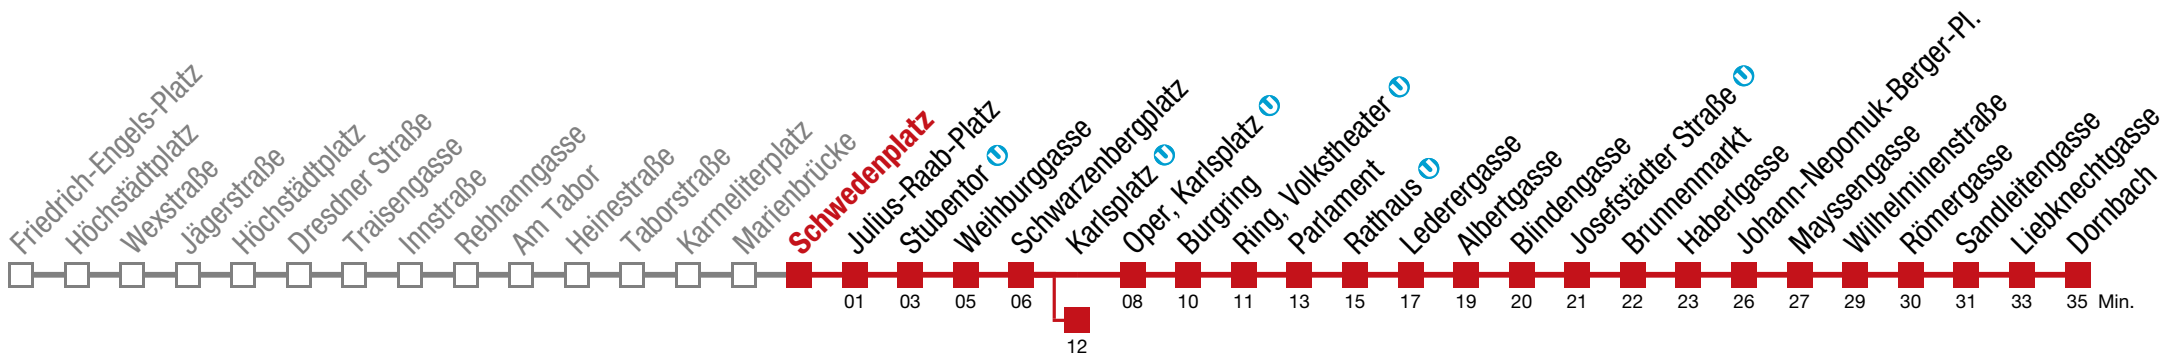 Friedrich-Engels-Platz
Höchstädtplatz
Wexstraße
Jägerstraße
Höchstädtplatz
Dresdner Straße
Traisengasse
Innstraße
Rebhanngasse
Am Tabor
Heinestraße
Taborstraße
Karmeliterplatz
Marienbrücke
Schwedenplatz
Julius-Raab-Platz
Stubentor U
Weihburggasse
Schwarzenbergplatz
Karlsplatz U
Oper, Karlsplatz U
Burgring
Ring, Volkstheater U
Parlament
Rathaus U
Lederergasse
Albertgasse
Blindengasse
Josefstädter Straße U
Brunnenmarkt
Haberlgasse
Johann-Nepomuk-Berger-Pl.
Mayssengasse
Wilhelminenstraße
Römergasse
Sandleitengasse
Liebknechtgasse
Dornbach
01 03 05 06 08 10 11 13 15 17 19 20 21 22 23 26 27 29 30 31 33 35 Min.
12